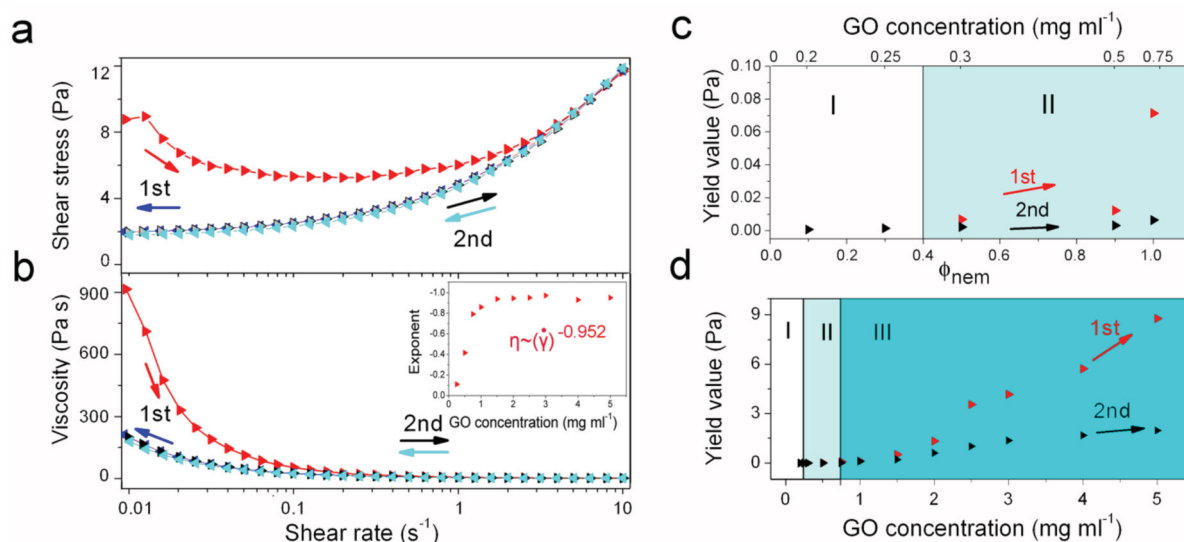 a
Shear stress (Pa)
12
8
4
0
1st
2nd
b
Viscosity (Pa s)
900
600
300
0
1st
2nd
0.01
0.1
1
10
Shear rate (s⁻¹)
Exponent
-1.0
-0.8
-0.6
-0.4
-0.2
0.0
η~(γ̇)^-0.952
0 1 2 3 4 5
GO concentration (mg ml⁻¹)
c
GO concentration (mg ml⁻¹)
0 0.2 0.25 0.3 0.5 0.75
Yield value (Pa)
0.10
0.08
0.06
0.04
0.02
0.00
I
II
1st
2nd
0.0 0.2 0.4 0.6 0.8 1.0
ϕnem
d
Yield value (Pa)
9
6
3
0
I
II
III
1st
2nd
0 1 2 3 4 5
GO concentration (mg ml⁻¹)